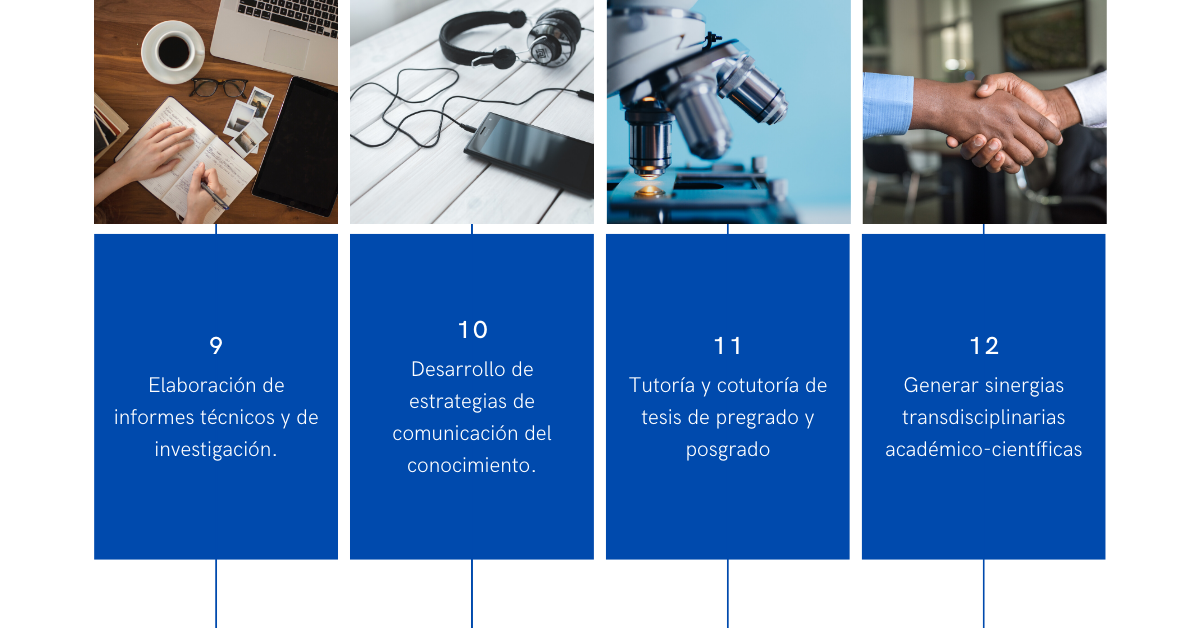 9
Elaboración de
informes técnicos y de
investigación.
10
Desarrollo de
estrategias de
comunicación del
conocimiento.
11
Tutoría y cotutoría de
tesis de pregrado y
posgrado
12
Generar sinergias
transdisciplinarias
académico-científicas